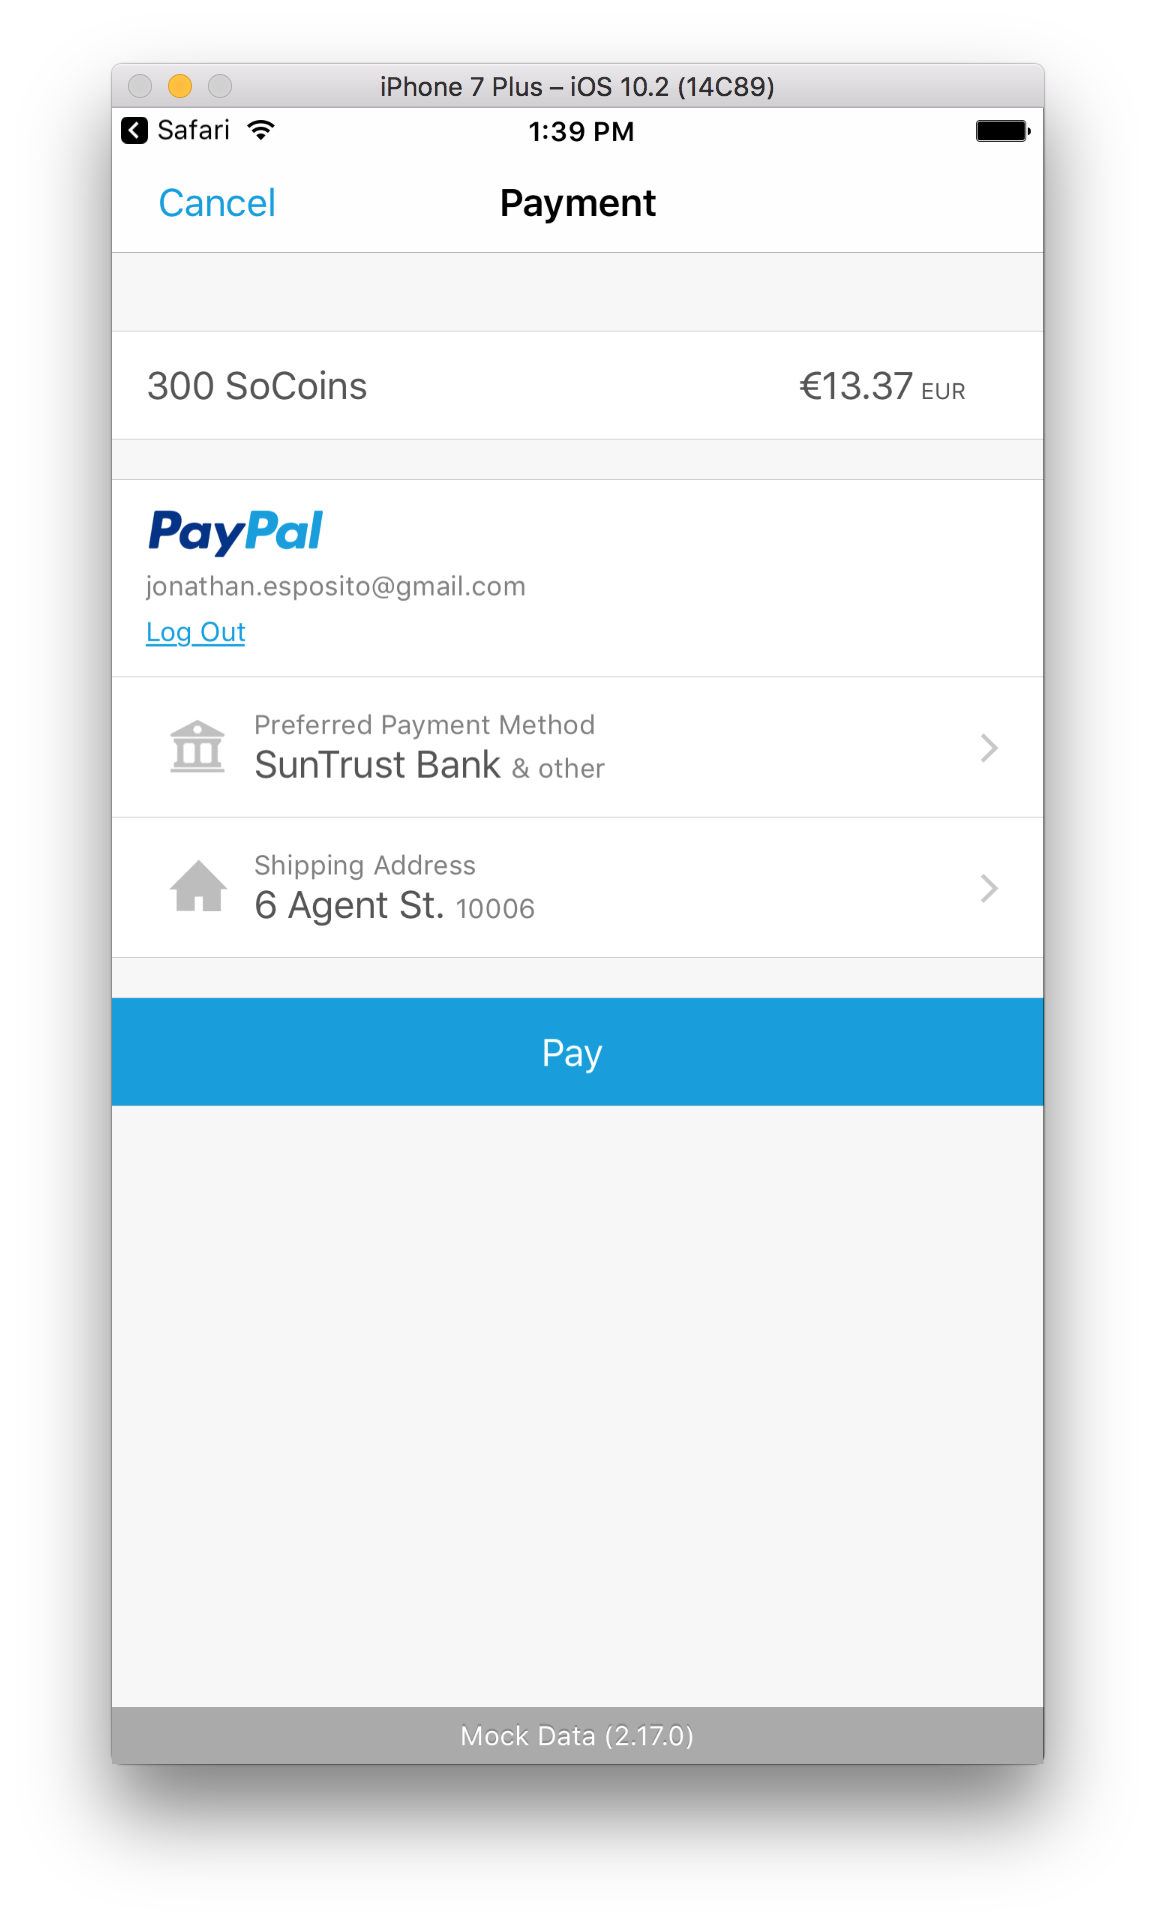 iPhone 7 Plus – iOS 10.2 (14C89)
Safari 1:39 PM
Cancel Payment
300 SoCoins €13.37 EUR
PayPal
jonathan.esposito@gmail.com
Log Out
Preferred Payment Method
SunTrust Bank & other
Shipping Address
6 Agent St. 10006
Pay
Mock Data (2.17.0)